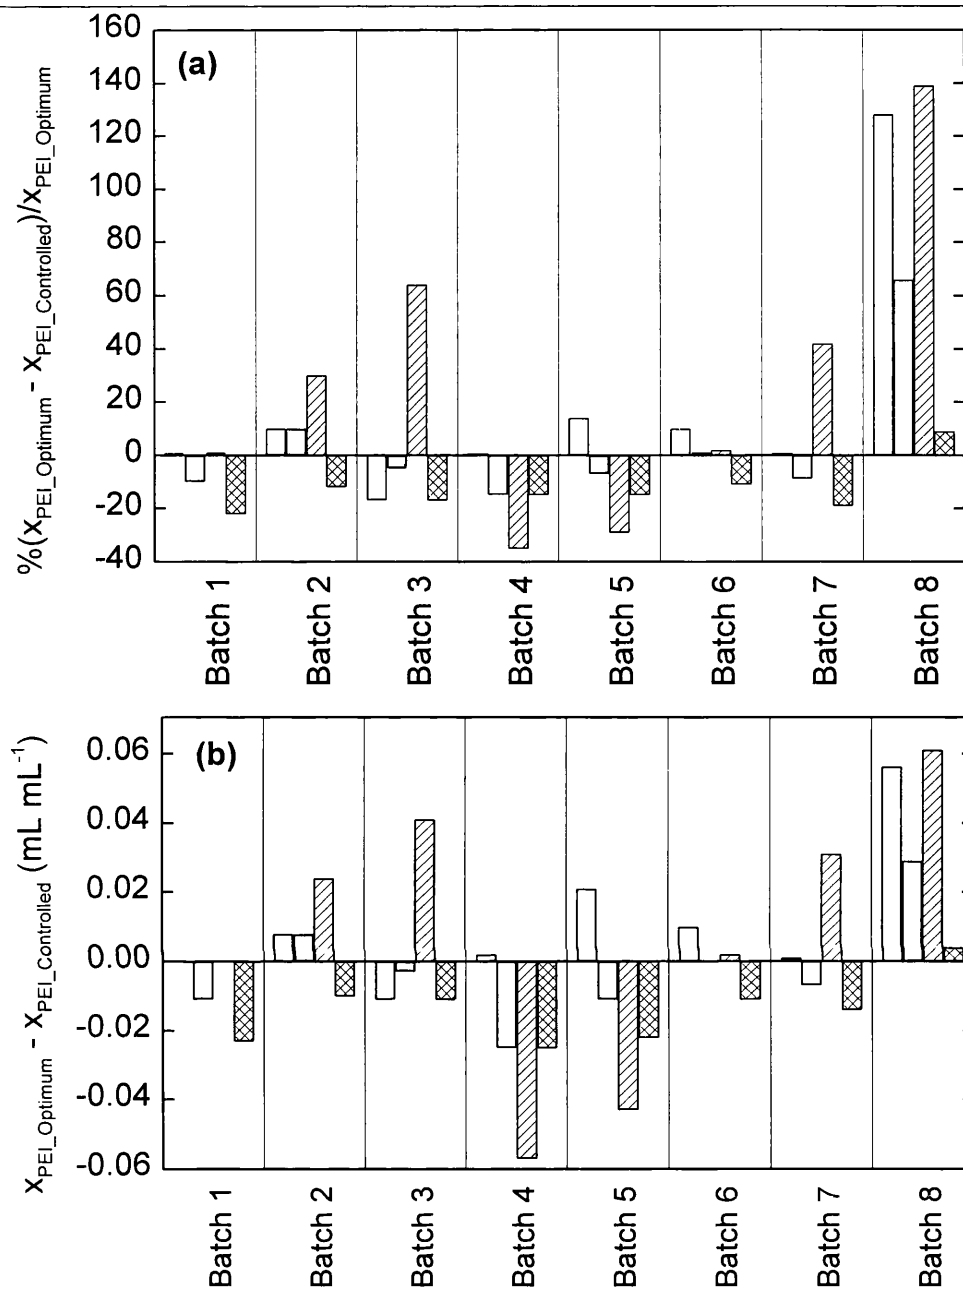 (a)
%(xPEI_Optimum - xPEI_Controlled)/xPEI_Optimum
160
140
120
100
80
60
40
20
0
-20
-40
Batch 1
Batch 2
Batch 3
Batch 4
Batch 5
Batch 6
Batch 7
Batch 8
(b)
xPEI_Optimum - xPEI_Controlled (mL mL-1)
0.06
0.04
0.02
0.00
-0.02
-0.04
-0.06
Batch 1
Batch 2
Batch 3
Batch 4
Batch 5
Batch 6
Batch 7
Batch 8